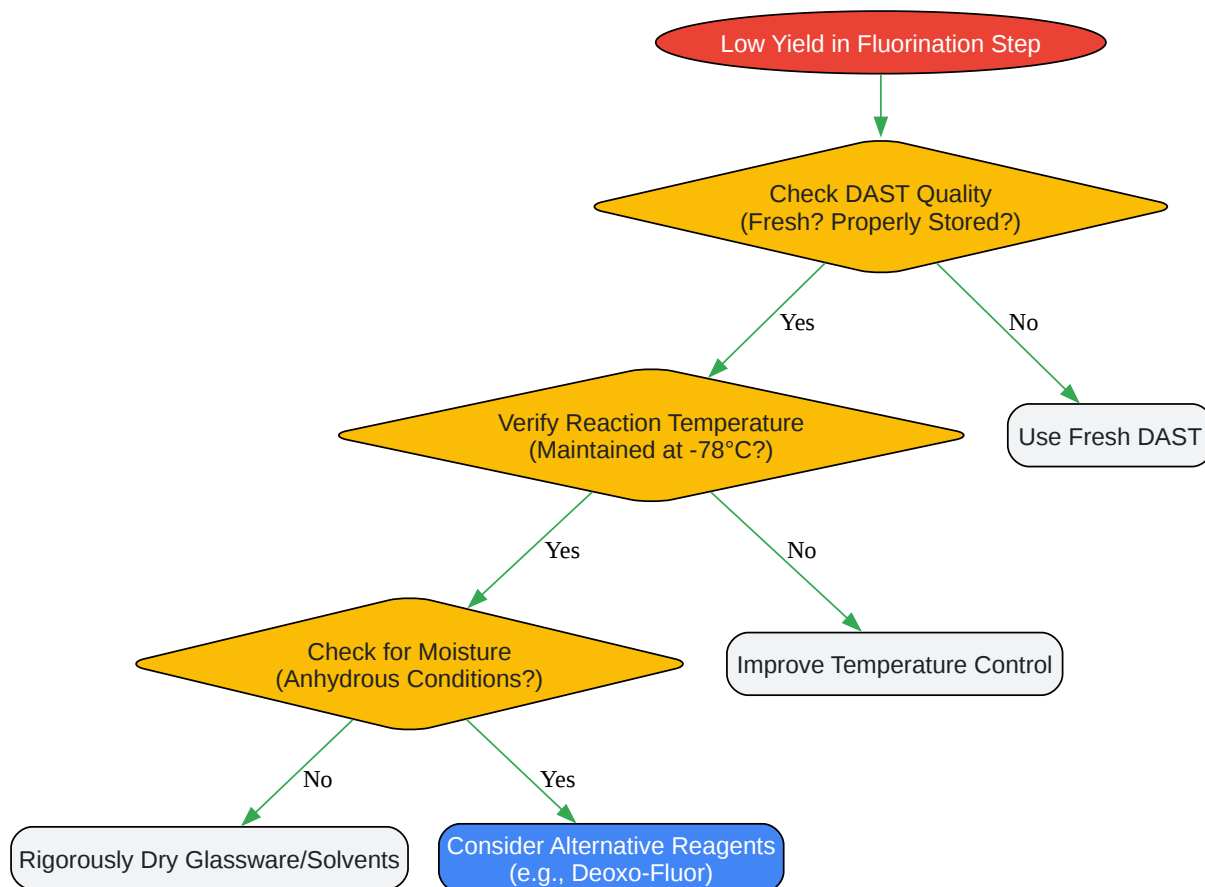 Low Yield in Fluorination Step
Check DAST Quality
(Fresh? Properly Stored?)
Yes
No
Verify Reaction Temperature
(Maintained at -78°C?)
Use Fresh DAST
Yes
No
Check for Moisture
(Anhydrous Conditions?)
Improve Temperature Control
No
Yes
Rigorously Dry Glassware/Solvents
Consider Alternative Reagents
(e.g., Deoxo-Fluor)